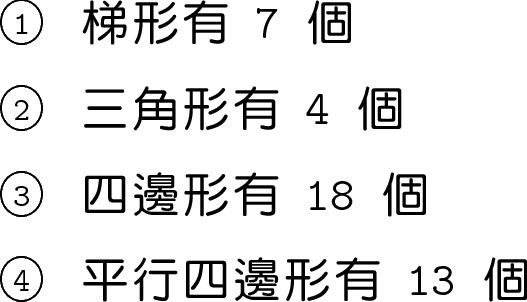 ① 梯形有 7 個
② 三角形有 4 個
③ 四邊形有 18 個
④ 平行四邊形有 13 個